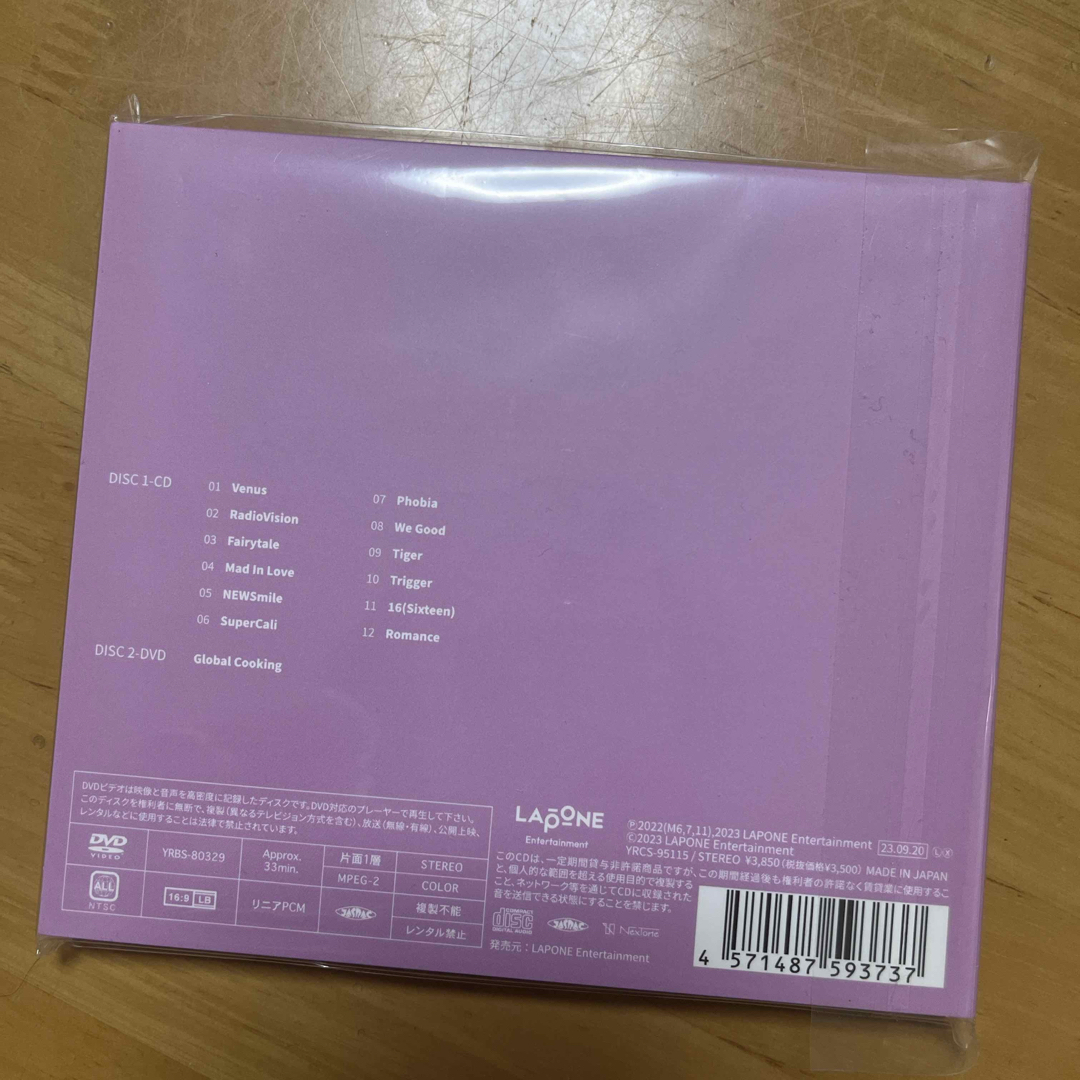 DISC 1-CD
01 Venus
02 RadioVision
03 Fairytale
04 Mad In Love
05 NEWSmile
06 SuperCali
07 Phobia
08 We Good
09 Tiger
10 Trigger
11 16(Sixteen)
12 Romance
DISC 2-DVD
Global Cooking
DVDビデオは映像と音声を高密度に記録したディスクです。DVD対応のプレーヤーで再生して下さい。
このディスクを権利者に無断で、複製(異なるテレビジョン方式を含む)、放送(無線・有線)、公開上映、
レンタルなどに使用することは法律で禁止されています。
DVD
VIDEO
YRBS-80329
Approx.
33min.
片面1層
STEREO
MPEG-2
COLOR
ALL
NTSC
16:9 LB
リニアPCM
JASRAC
複製不能
レンタル禁止
LAPONE
Entertainment
Ⓟ2022(M6,7,11),2023 LAPONE Entertainment
©2023 LAPONE Entertainment
23.09.20 Ⓛ Ⓡ
YRCS-95115 / STEREO ¥3,850(税抜価格¥3,500) MADE IN JAPAN
このCDは、一定期間賃与非許諾商品ですが、この期間経過後も権利者の許諾なく賃貸業に使用するこ
と、個人的な範囲を超える使用目的で複製する
こと、ネットワーク等を通じてCDに収録された
音を送信できる状態にすることを禁じます。
COMPACT
disc
DIGITAL AUDIO
JASRAC
NexTone
発売元:LAPONE Entertainment
4 571487 593737